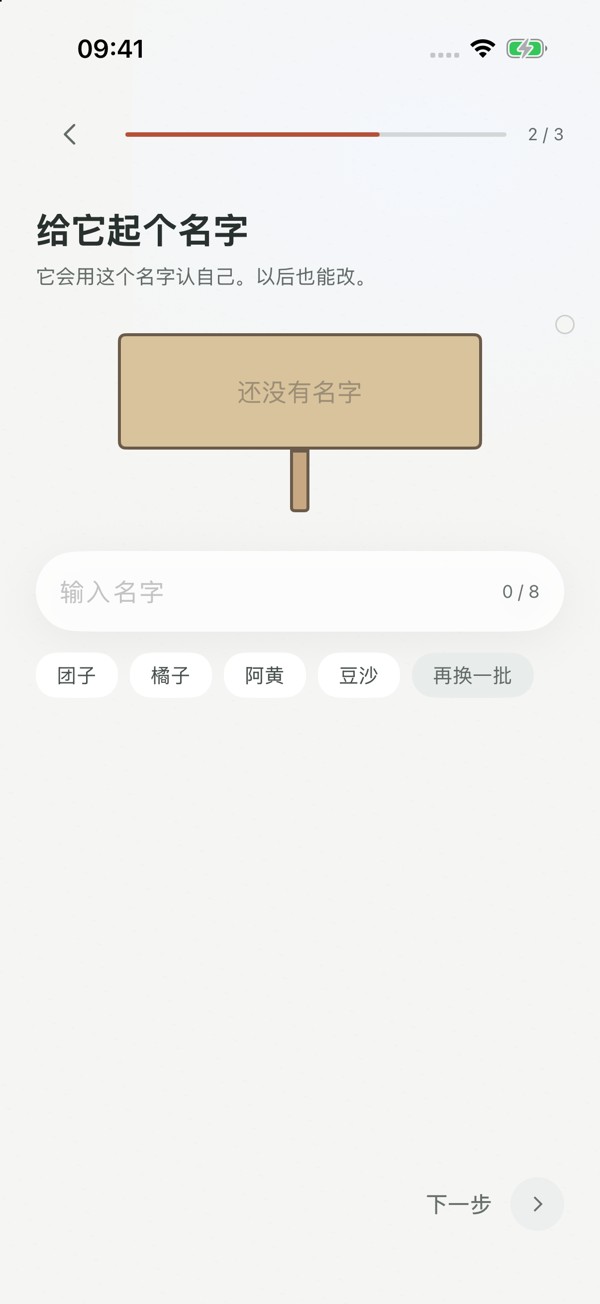 09:41
2 / 3
给它起个名字
它会用这个名字认自己。以后也能改。
还没有名字
输入名字 0 / 8
团子 橘子 阿黄 豆沙 再换一批
下一步